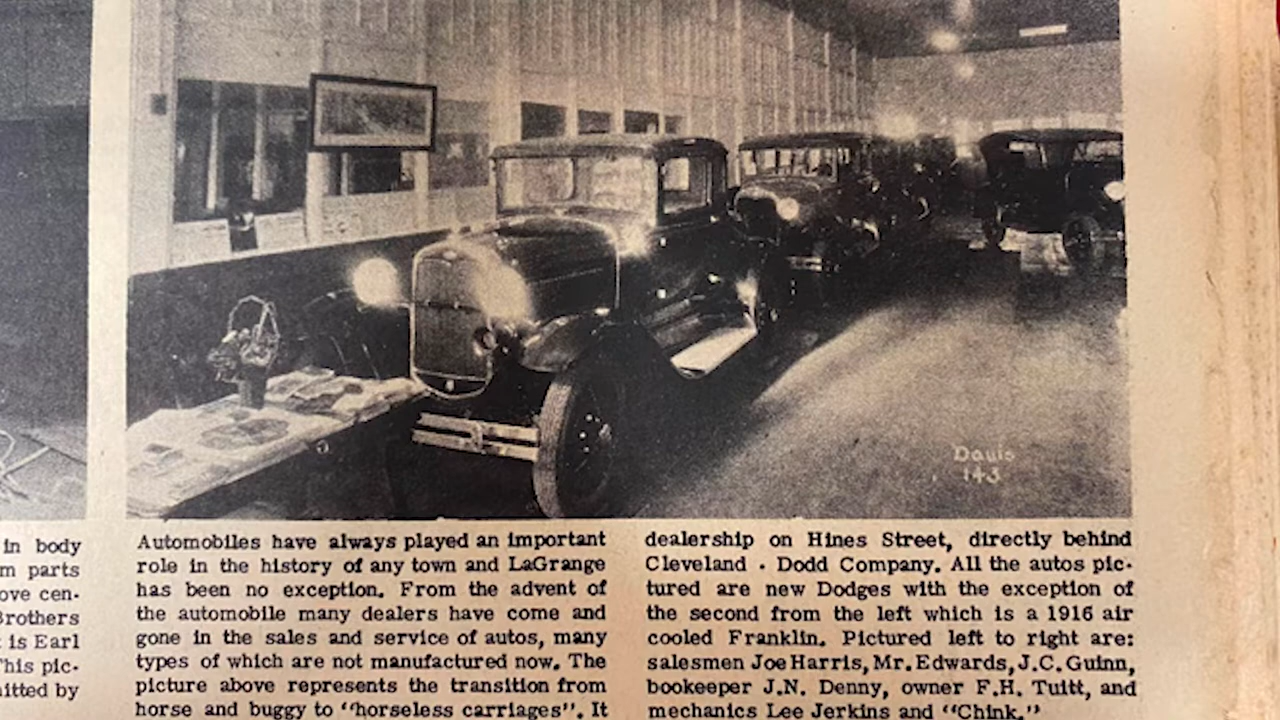 Davis
143
in body
m parts
ove cen-
Brothers
is Earl
This pic-
itted by
Automobiles have always played an important
role in the history of any town and LaGrange
has been no exception. From the advent of
the automobile many dealers have come and
gone in the sales and service of autos, many
types of which are not manufactured now. The
picture above represents the transition from
horse and buggy to "horseless carriages". It
dealership on Hines Street, directly behind
Cleveland - Dodd Company. All the autos pic-
tured are new Dodges with the exception of
the second from the left which is a 1916 air
cooled Franklin. Pictured left to right are:
salesmen Joe Harris, Mr. Edwards, J.C. Guinn,
bookeeper J.N. Denny, owner F.H. Tuitt, and
mechanics Lee Jerkins and "Chink."